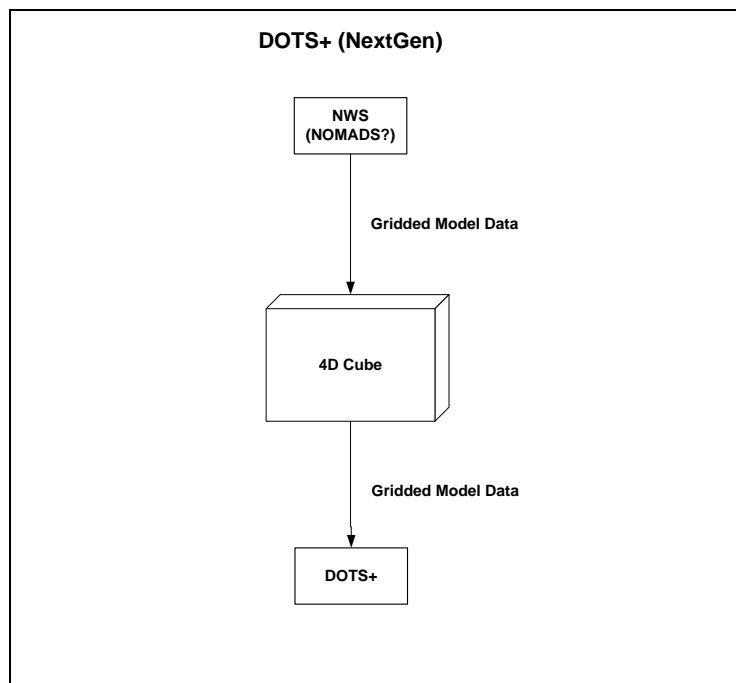 DOTS+ (NextGen)
NWS
(NOMADS?)
Gridded Model Data
4D Cube
Gridded Model Data
DOTS+